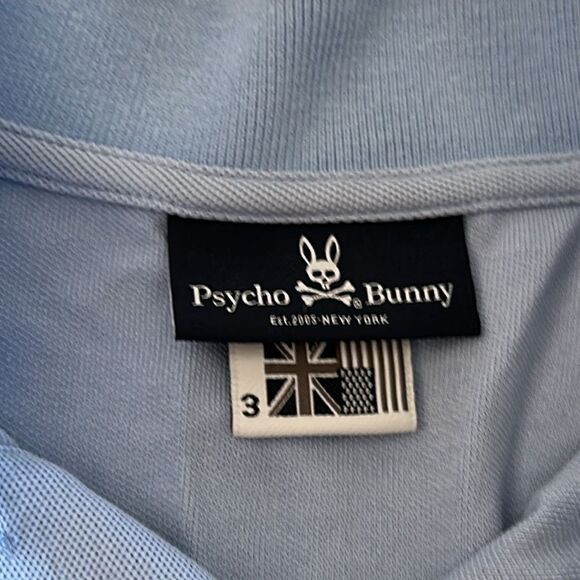 Psycho Bunny ®
Est.2005·NEW YORK
3